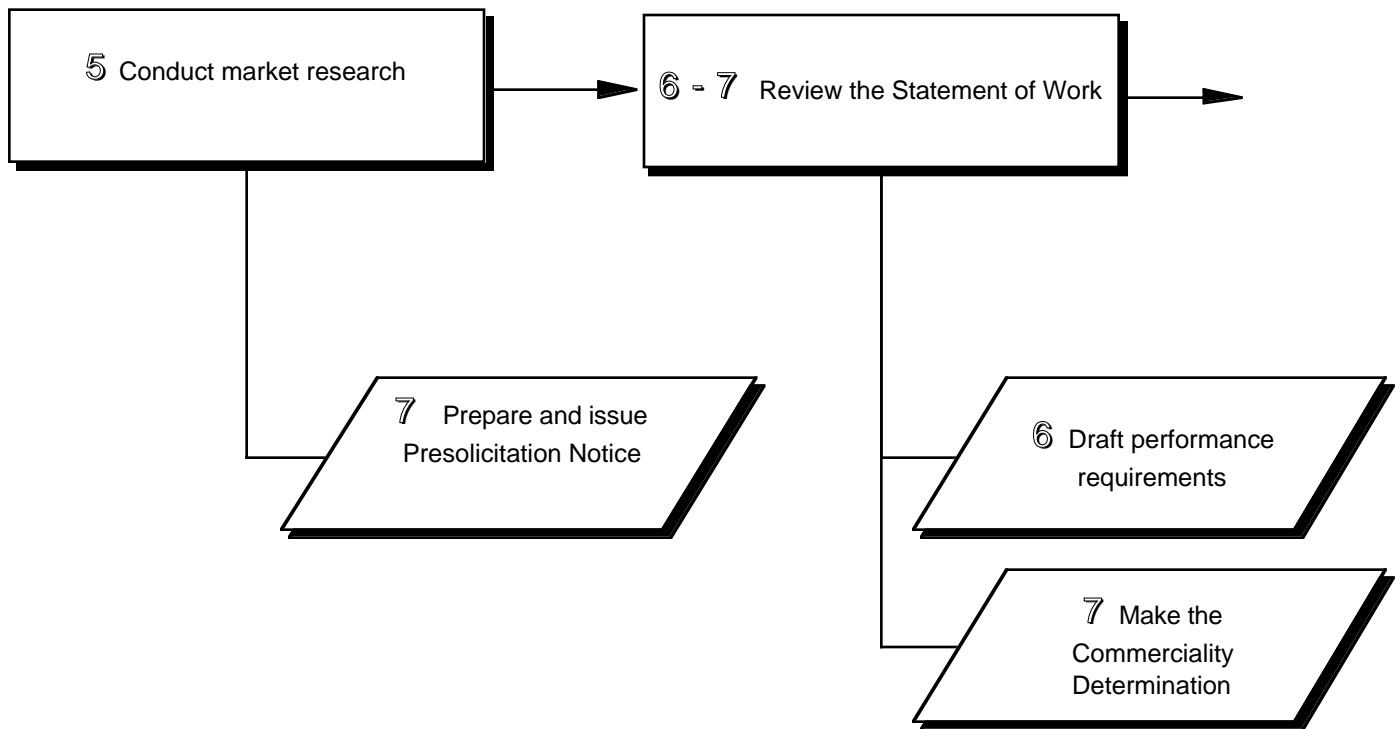 5 Conduct market research
6 - 7 Review the Statement of Work
7 Prepare and issue
Presolicitation Notice
6 Draft performance
requirements
7 Make the
Commerciality
Determination